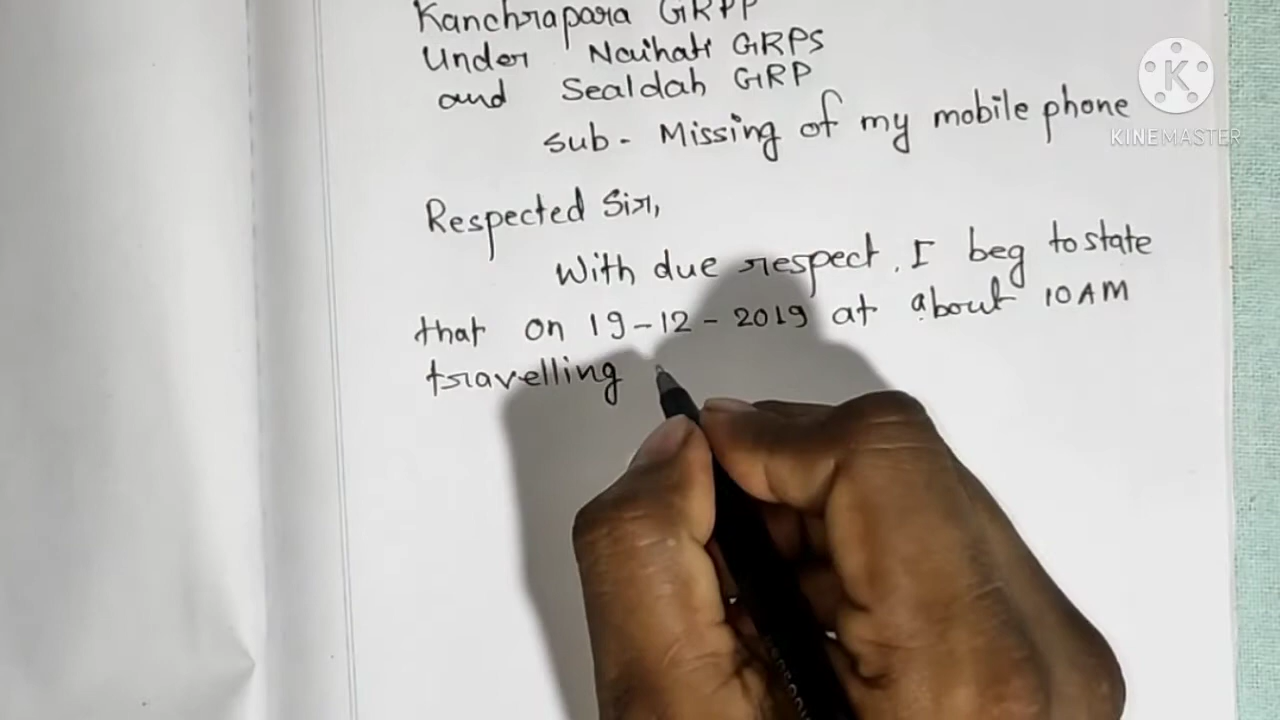 Kanchrapara GRPP
Under Naihati GRPS
and Sealdah GRP
sub - Missing of my mobile phone
Respected Sir,
With due respect, I beg to state
that on 19-12-2019 at about 10AM
travelling
K
KINEMASTER